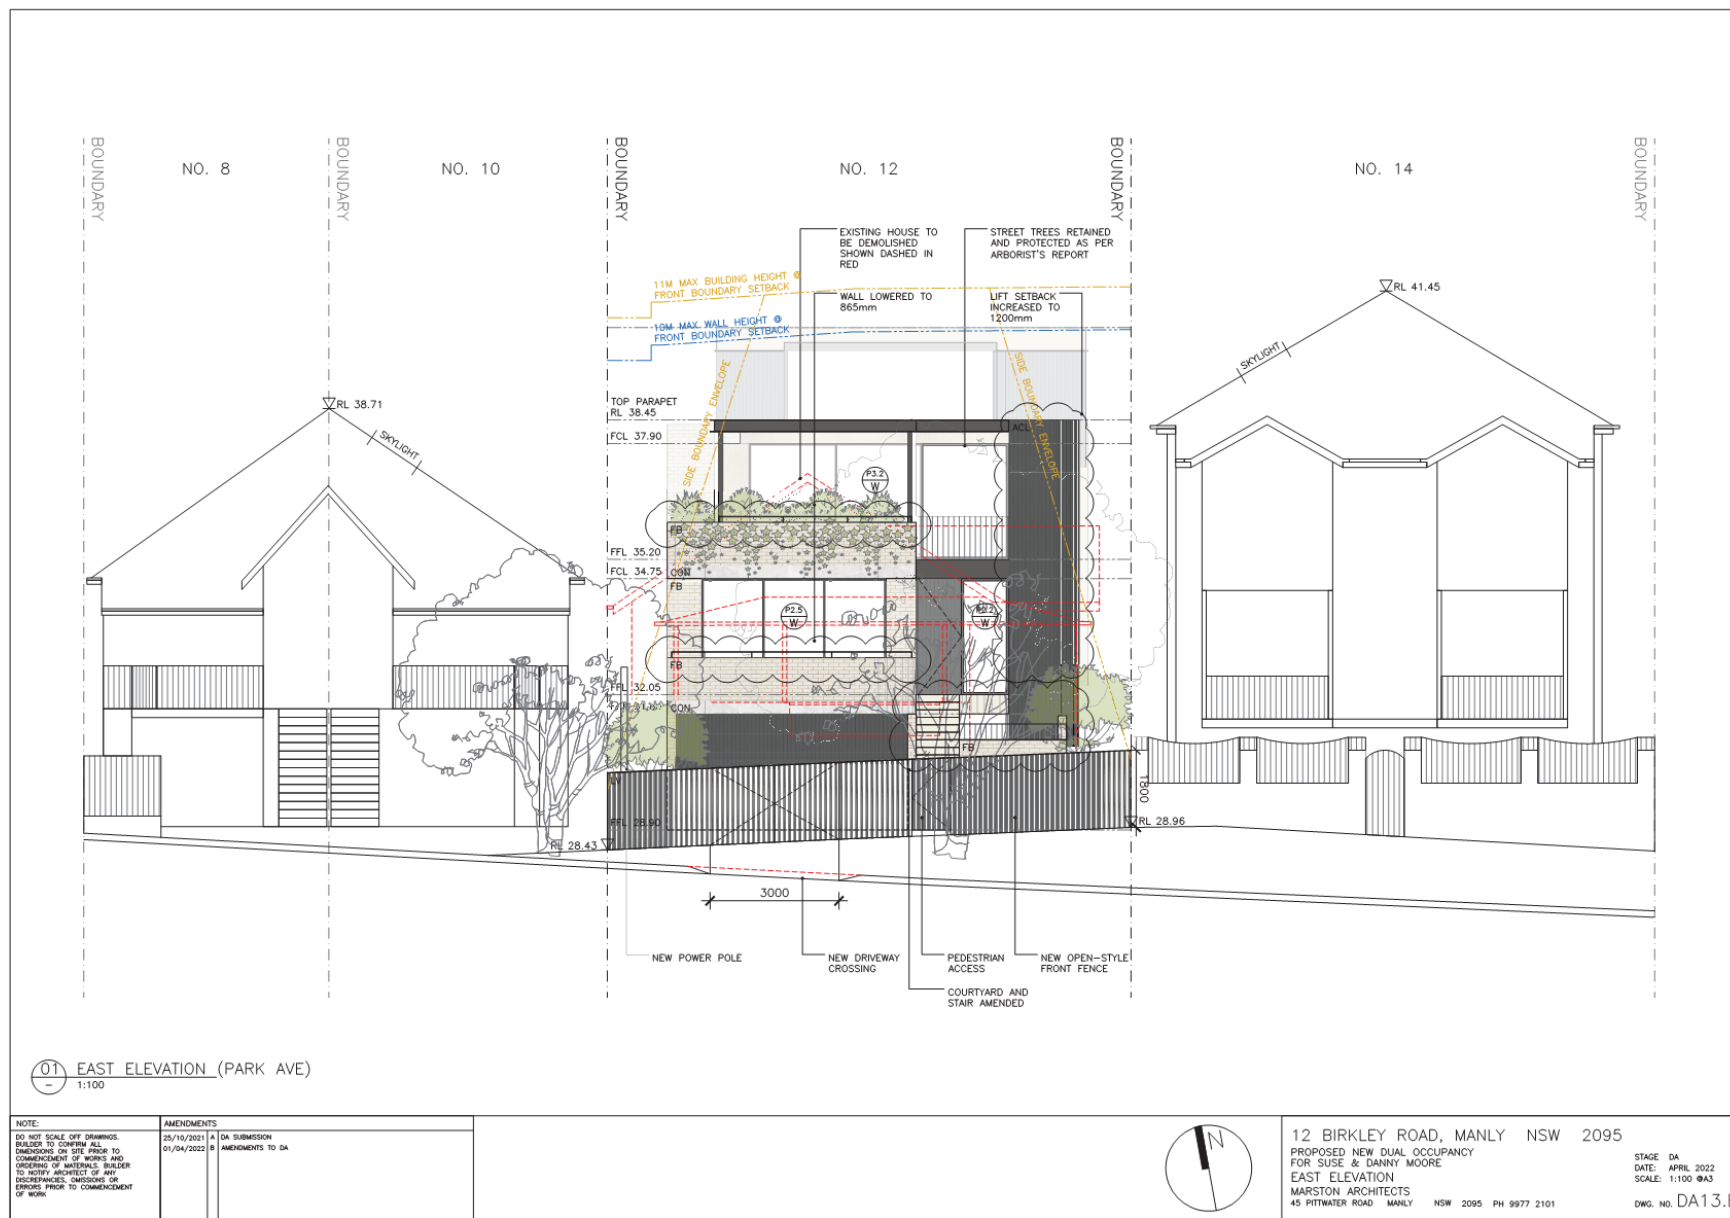 BOUNDARY
BOUNDARY
BOUNDARY
BOUNDARY
BOUNDARY
NO. 8
NO. 10
NO. 12
NO. 14
EXISTING HOUSE TO
BE DEMOLISHED
SHOWN DASHED IN
RED
STREET TREES RETAINED
AND PROTECTED AS PER
ARBORIST'S REPORT
11M MAX BUILDING HEIGHT @
FRONT BOUNDARY SETBACK
WALL LOWERED TO
865mm
LIFT SETBACK
INCREASED TO
1200mm
10M MAX WALL HEIGHT @
FRONT BOUNDARY SETBACK
RL 41.45
SKYLIGHT
SIDE BOUNDARY ENVELOPE
SIDE BOUNDARY ENVELOPE
TOP PARAPET
RL 38.45
RL 38.71
SKYLIGHT
FCL 37.90
ACL
P3.2
W
FB
FFL 35.20
FCL 34.75
CON
FB
P2.5
W
W
FB
FFL 32.05
CON
FB
1800
FFL 28.90
RL 28.96
RL 28.43
3000
NEW POWER POLE
NEW DRIVEWAY
CROSSING
PEDESTRIAN
ACCESS
NEW OPEN-STYLE
FRONT FENCE
COURTYARD AND
STAIR AMENDED
01
-
EAST ELEVATION (PARK AVE)
1:100
NOTE:
DO NOT SCALE OFF DRAWINGS.
BUILDER TO CONFIRM ALL
DIMENSIONS ON SITE PRIOR TO
COMMENCEMENT OF WORKS AND
ORDERING OF MATERIALS. BUILDER
TO NOTIFY ARCHITECT OF ANY
DISCREPANCIES, OMISSIONS OR
ERRORS PRIOR TO COMMENCEMENT
OF WORK
AMENDMENTS
25/10/2021 A DA SUBMISSION
01/04/2022 B AMENDMENTS TO DA
N
12 BIRKLEY ROAD, MANLY NSW 2095
PROPOSED NEW DUAL OCCUPANCY
FOR SUSE & DANNY MOORE
EAST ELEVATION
MARSTON ARCHITECTS
45 PITTWATER ROAD MANLY NSW 2095 PH 9977 2101
STAGE DA
DATE: APRIL 2022
SCALE: 1:100 @A3
DWG. NO. DA13.